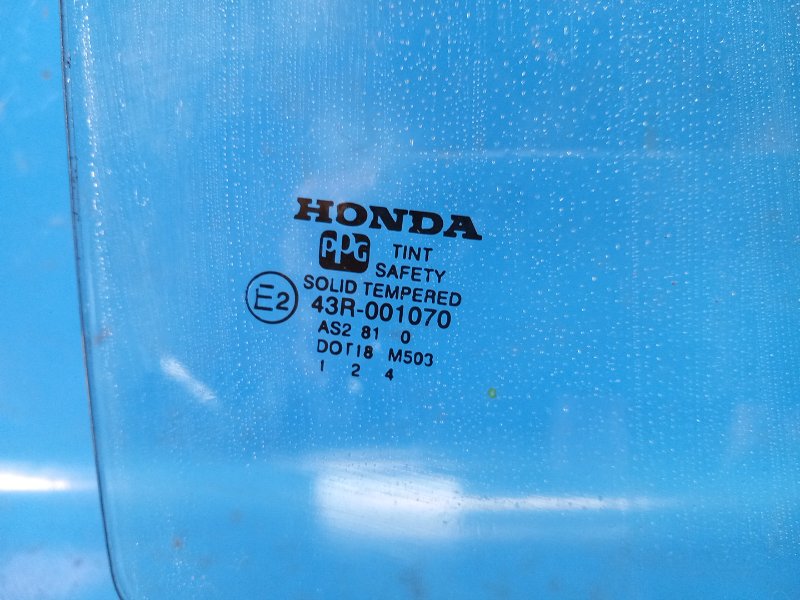 HONDA
PPG TINT
SAFETY
SOLID TEMPERED
E2 43R-001070
AS2 81 0
DOT18 M503
1 2 4